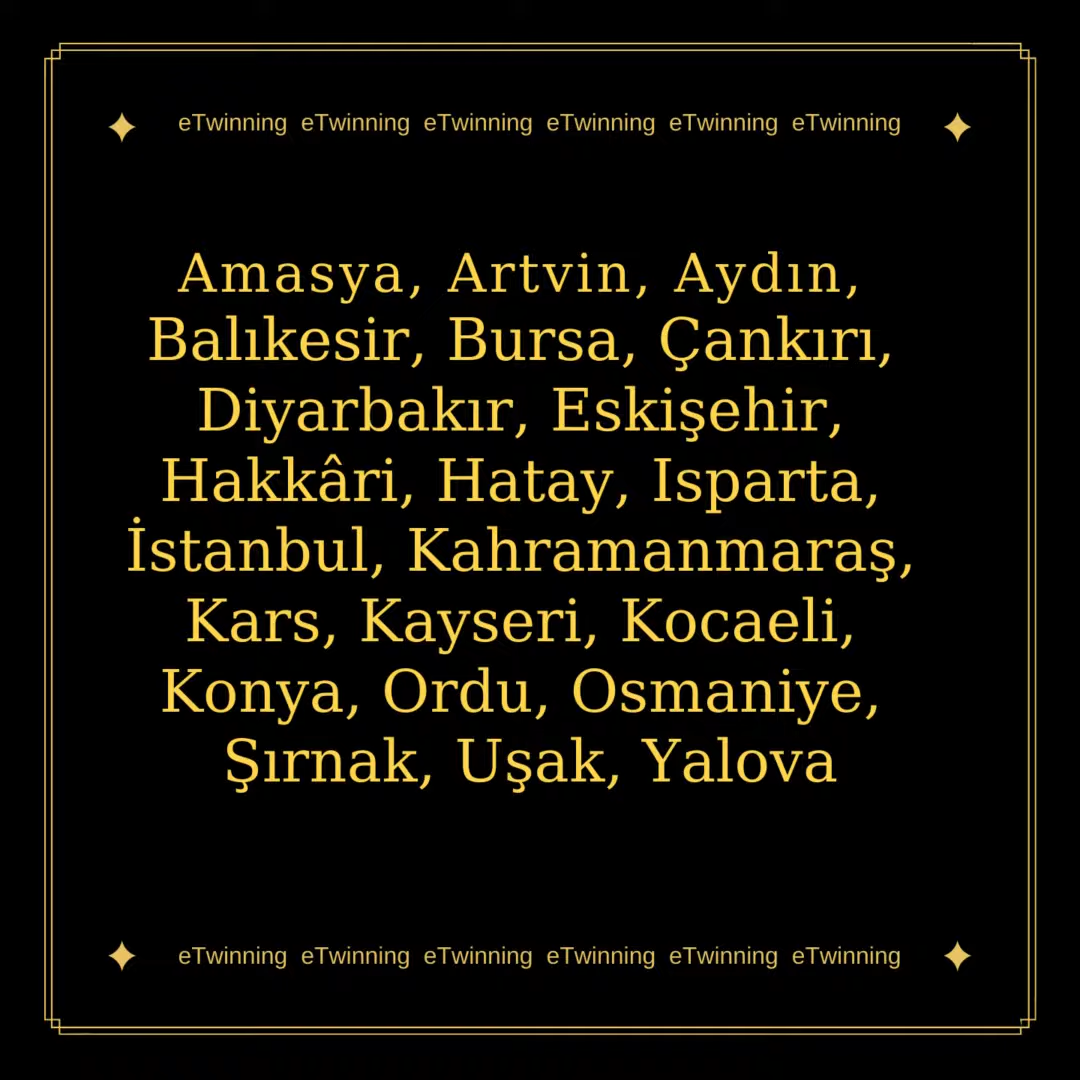 eTwinning eTwinning eTwinning eTwinning eTwinning eTwinning
Amasya, Artvin, Aydın,
Balıkesir, Bursa, Çankırı,
Diyarbakır, Eskişehir,
Hakkâri, Hatay, Isparta,
İstanbul, Kahramanmaraş,
Kars, Kayseri, Kocaeli,
Konya, Ordu, Osmaniye,
Şırnak, Uşak, Yalova
eTwinning eTwinning eTwinning eTwinning eTwinning eTwinning